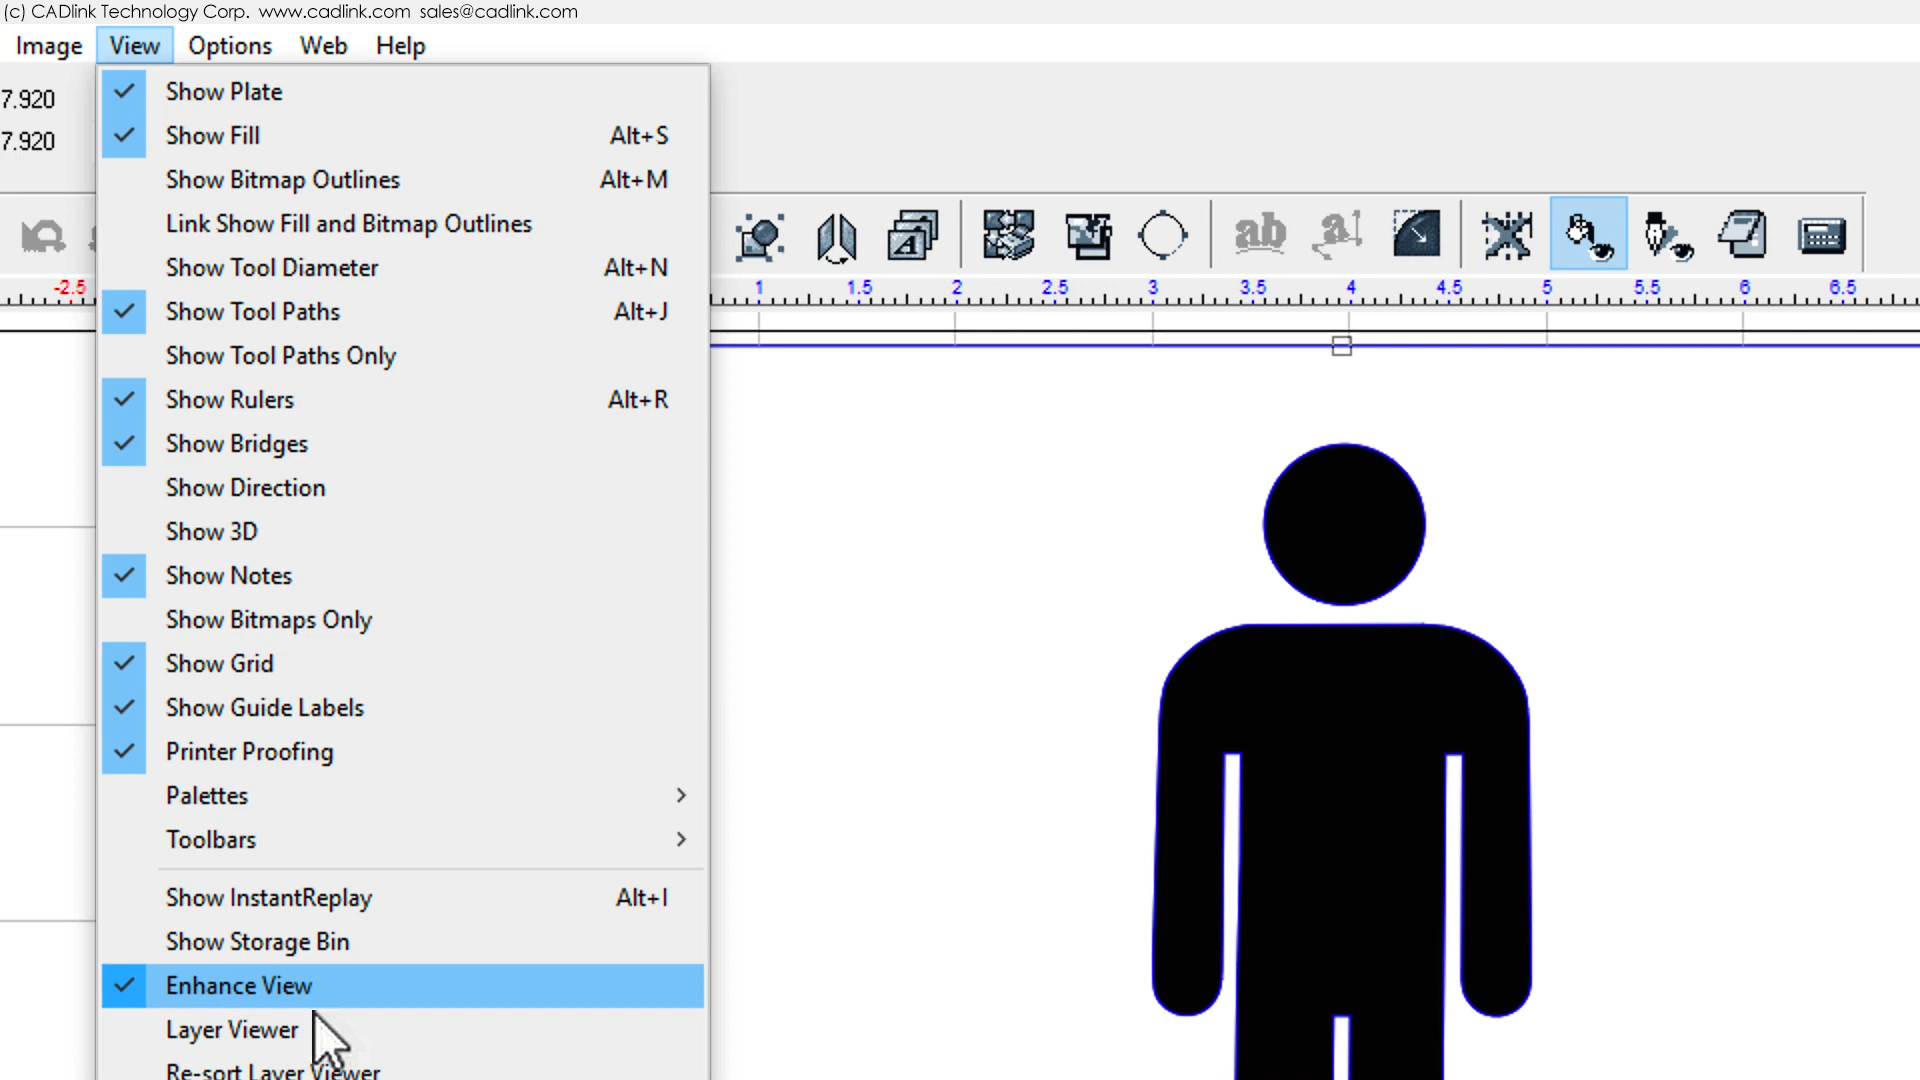 (c) CADlink Technology Corp. www.cadlink.com sales@cadlink.com
Image View Options Web Help
7.920
7.920
Show Plate
Show Fill Alt+S
Show Bitmap Outlines Alt+M
Link Show Fill and Bitmap Outlines
Show Tool Diameter Alt+N
Show Tool Paths Alt+J
Show Tool Paths Only
Show Rulers Alt+R
Show Bridges
Show Direction
Show 3D
Show Notes
Show Bitmaps Only
Show Grid
Show Guide Labels
Printer Proofing
Palettes
Toolbars
Show InstantReplay Alt+I
Show Storage Bin
Enhance View
Layer Viewer
Re-sort Layer Viewer
A ab a
-2.5 1 1.5 2 2.5 3 3.5 4 4.5 5 5.5 6 6.5